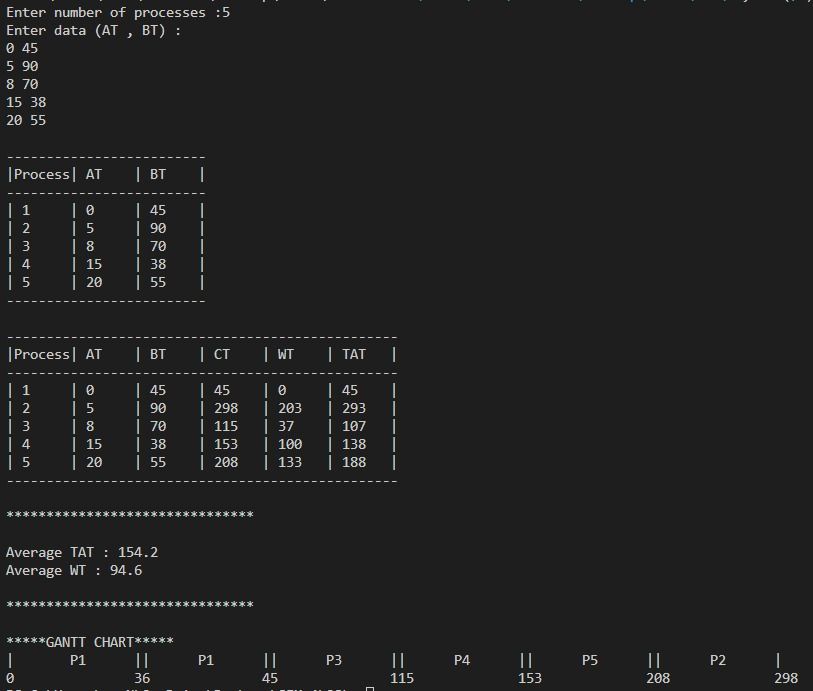 Enter number of processes :5
Enter data (AT , BT) :
0 45
5 90
8 70
15 38
20 55
-------------------------
|Process| AT    | BT    |
-------------------------
| 1     | 0     | 45    |
| 2     | 5     | 90    |
| 3     | 8     | 70    |
| 4     | 15    | 38    |
| 5     | 20    | 55    |
-------------------------
-------------------------------------------------
|Process| AT    | BT    | CT    | WT    | TAT   |
-------------------------------------------------
| 1     | 0     | 45    | 45    | 0     | 45    |
| 2     | 5     | 90    | 298   | 203   | 293   |
| 3     | 8     | 70    | 115   | 37    | 107   |
| 4     | 15    | 38    | 153   | 100   | 138   |
| 5     | 20    | 55    | 208   | 133   | 188   |
-------------------------------------------------
*******************************
Average TAT : 154.2
Average WT : 94.6
*******************************
*****GANTT CHART*****
|       P1      ||      P1      ||      P3      ||      P4      ||      P5      ||      P2      |
0               36              45              115             153             208             298